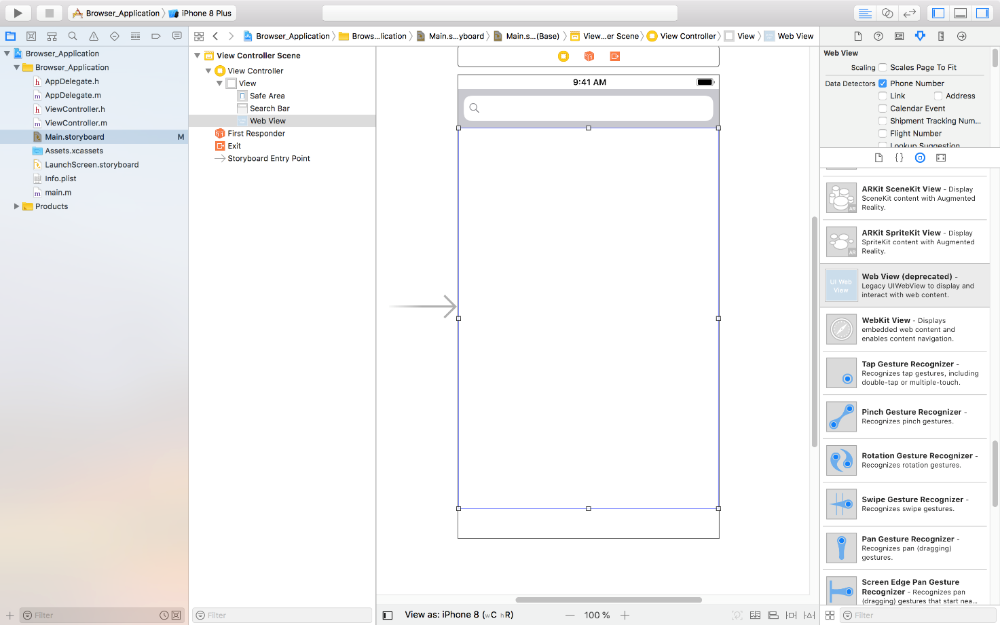 Browser_Application
iPhone 8 Plus
Browser_Application
Brows...lication
Main.s...yboard
Main.s...(Base)
View...er Scene
View Controller
View
Web View
Browser_Application
Browser_Application
h AppDelegate.h
m AppDelegate.m
h ViewController.h
m ViewController.m
Main.storyboard M
Assets.xcassets
LaunchScreen.storyboard
Info.plist
m main.m
Products
Filter
View Controller Scene
View Controller
View
Safe Area
Search Bar
Web View
First Responder
Exit
Storyboard Entry Point
Filter
9:41 AM
View as: iPhone 8 (wC hR)
100 %
Web View
Scaling Scales Page To Fit
Data Detectors Phone Number
Link Address
Calendar Event
Shipment Tracking Num...
Flight Number
Lookup Suggestion
ARKit SceneKit View - Display
SceneKit content with Augmented
Reality.
AR
ARKit SpriteKit View - Display
SpriteKit content with Augmented
Reality.
AR
UI Web
View
Web View (deprecated) -
Legacy UIWebView to display and
interact with web content.
WebKit View - Displays
embedded web content and
enables content navigation.
Tap Gesture Recognizer -
Recognizes tap gestures, including
double-tap or multiple-touch.
Pinch Gesture Recognizer -
Recognizes pinch gestures.
Rotation Gesture Recognizer -
Recognizes rotation gestures.
Swipe Gesture Recognizer -
Recognizes swipe gestures.
Pan Gesture Recognizer -
Recognizes pan (dragging)
gestures.
Screen Edge Pan Gesture
Recognizer - Recognizes pan
(dragging) gestures that start nea...
Filter